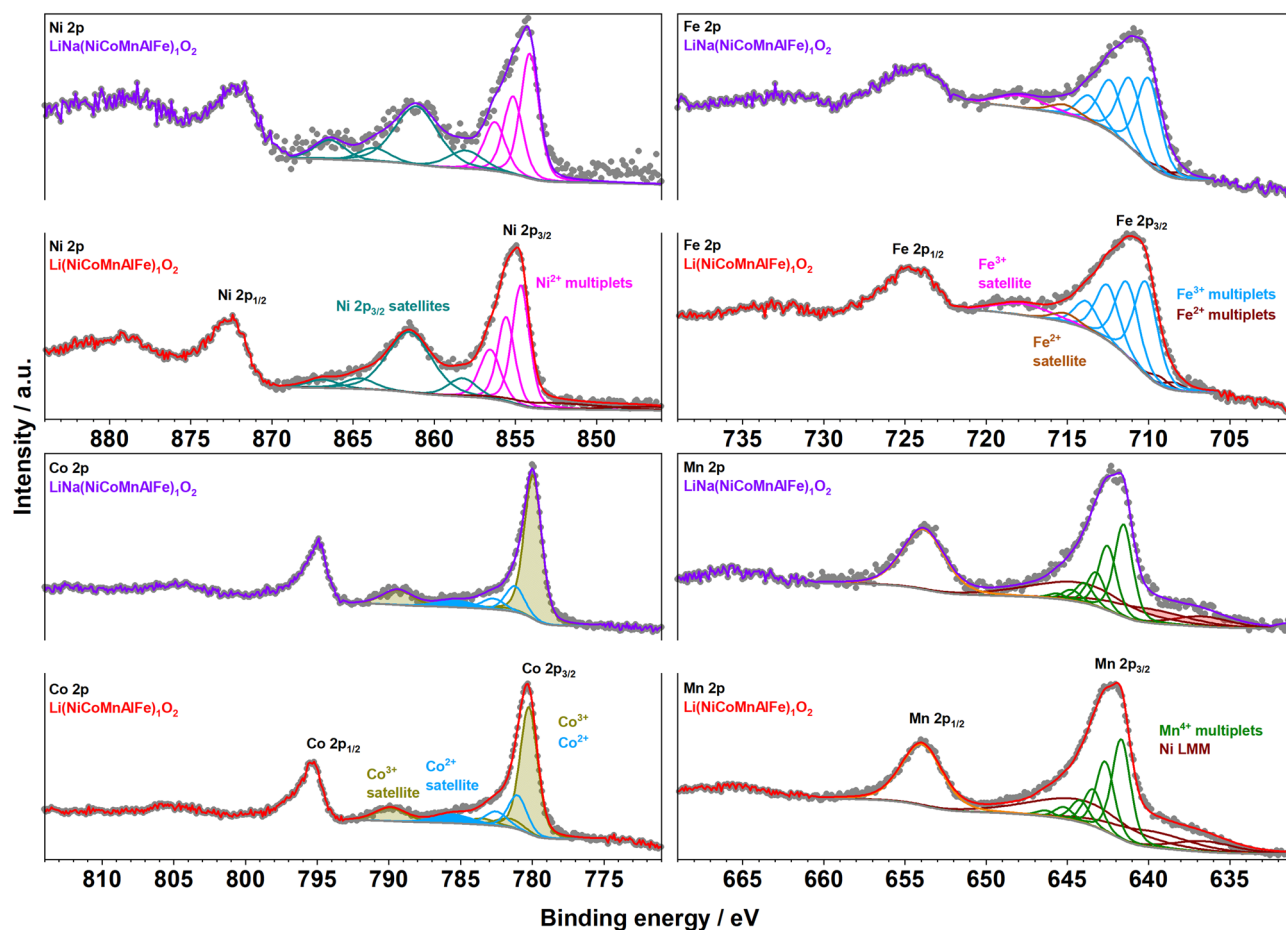 Intensity / a.u.
Ni 2p
LiNa(NiCoMnAlFe)₁O₂
Ni 2p
Li(NiCoMnAlFe)₁O₂
Ni 2p₁/₂
Ni 2p₃/₂ satellites
Ni 2p₃/₂
Ni²⁺ multiplets
880 875 870 865 860 855 850
Fe 2p
LiNa(NiCoMnAlFe)₁O₂
Fe 2p
Li(NiCoMnAlFe)₁O₂
Fe 2p₁/₂
Fe³⁺
satellite
Fe²⁺
satellite
Fe 2p₃/₂
Fe³⁺ multiplets
Fe²⁺ multiplets
735 730 725 720 715 710 705
Co 2p
LiNa(NiCoMnAlFe)₁O₂
Co 2p
Li(NiCoMnAlFe)₁O₂
Co 2p₁/₂
Co³⁺
satellite
Co²⁺
satellite
Co 2p₃/₂
Co³⁺
Co²⁺
810 805 800 795 790 785 780 775
Mn 2p
LiNa(NiCoMnAlFe)₁O₂
Mn 2p
Li(NiCoMnAlFe)₁O₂
Mn 2p₁/₂
Mn 2p₃/₂
Mn⁴⁺ multiplets
Ni LMM
665 660 655 650 645 640 635
Binding energy / eV